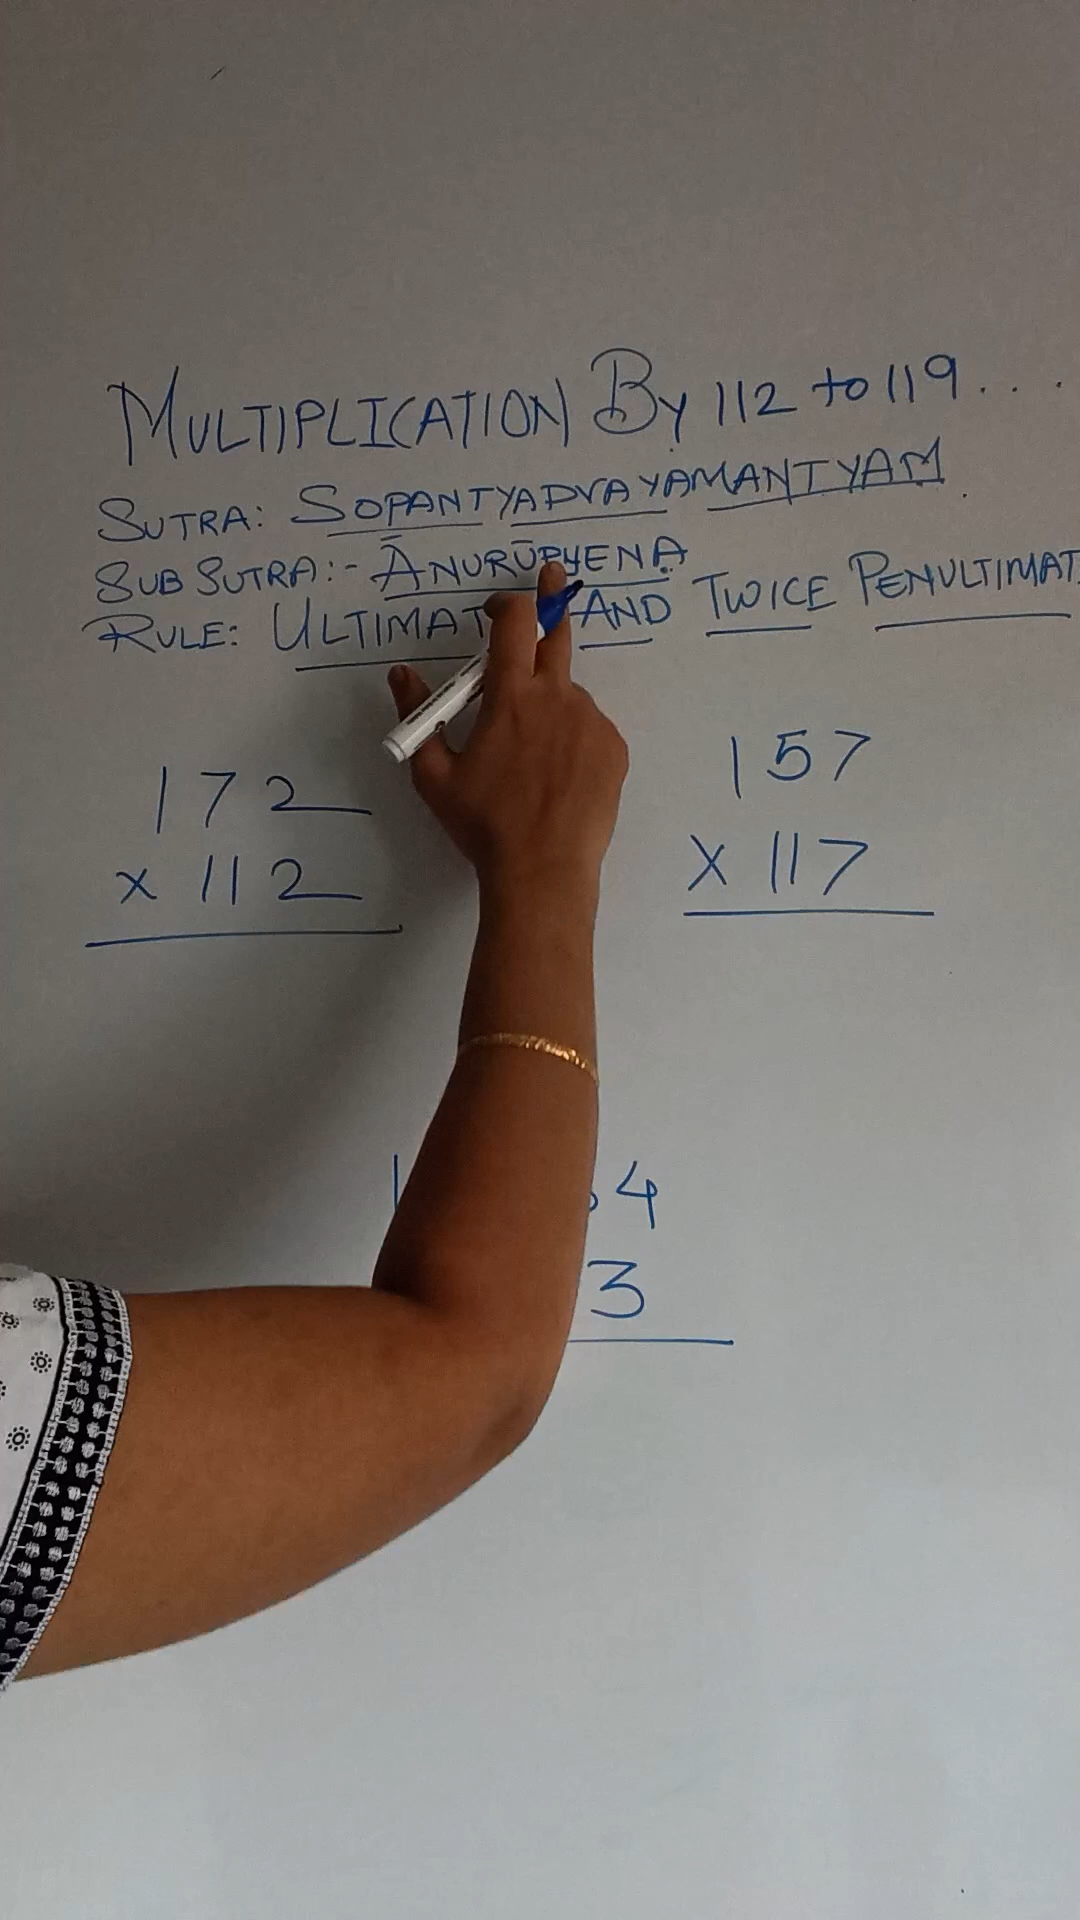 MULTIPLICATION BY 112 to 119...
SUTRA: SOPANTYADVAYAMANTYAM
SUB SUTRA:- ĀNURŪPYENA
RULE: ULTIMAT AND TWICE PENULTIMAT
172
x 112
157
x 117
4
3